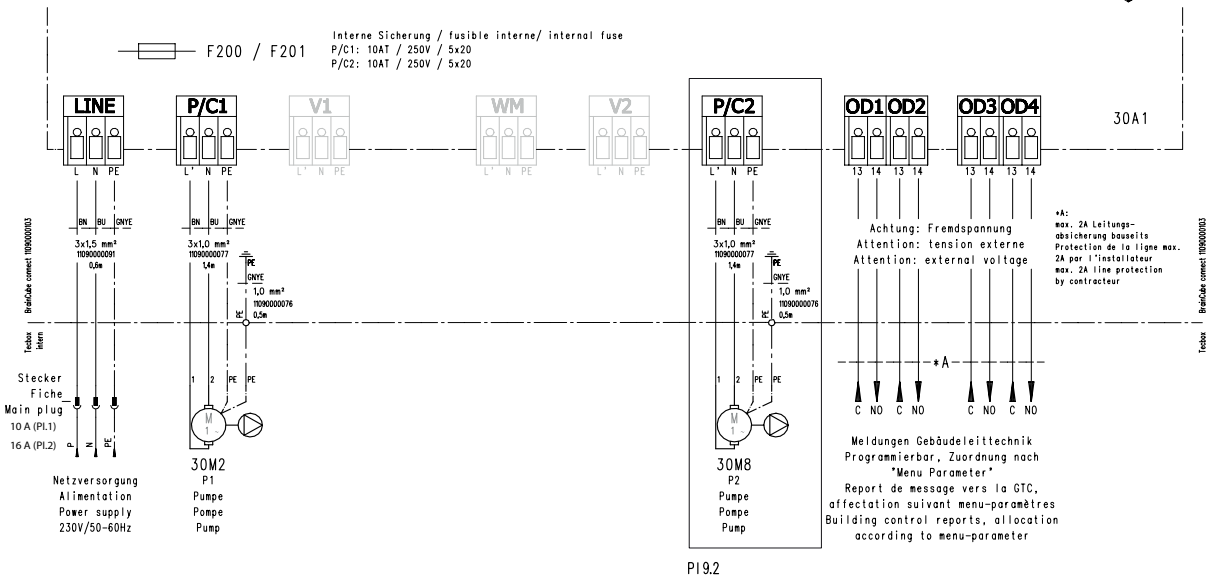 F200 / F201
Interne Sicherung / fusible interne/ internal fuse
P/C1: 10AT / 250V / 5x20
P/C2: 10AT / 250V / 5x20
LINE
P/C1
V1
WM
V2
P/C2
OD1 OD2
OD3 OD4
30A1
L N PE
L' N PE
L' N PE
L' N PE
L' N PE
L' N PE
13 14 13 14
13 14 13 14
BN BU GNYE
3x1,5 mm²
11090000091
0,6m
BN BU GNYE
3x1,0 mm²
11090000077
1,4m
PE
GNYE
1,0 mm²
11090000076
0,5m
PE
BN BU GNYE
3x1,0 mm²
11090000077
1,4m
PE
GNYE
1,0 mm²
11090000076
0,5m
PE
Achtung: Fremdspannung
Attention: tension externe
Attention: external voltage
*A:
max. 2A Leitungs-
absicherung bauseits
Protection de la ligne max.
2A par l'installateur
max. 2A line protection
by contracteur
BrainCube connect 11090000103
Tecbox
intern
BrainCube connect 11090000103
Tecbox
Stecker
Fiche
Main plug
10 A (PI.1)
16 A (PI.2)
P N PE
Netzversorgung
Alimentation
Power supply
230V/50-60Hz
1 2 PE PE
M
1 ~
30M2
P1
Pumpe
Pompe
Pump
1 2 PE PE
M
1 ~
30M8
P2
Pumpe
Pompe
Pump
PI9.2
*A
C NO C NO
C NO C NO
Meldungen Gebäudeleittechnik
Programmierbar, Zuordnung nach
"Menu Parameter"
Report de message vers la GTC,
affectation suivant menu-paramètres
Building control reports, allocation
according to menu-parameter